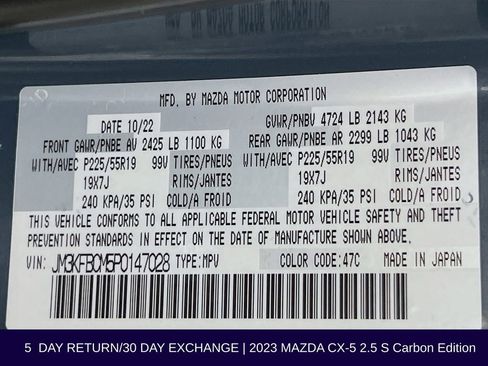 MFD. BY MAZDA MOTOR CORPORATION
DATE 10/22 GVWR/PNBV 4724 LB 2143 KG
FRONT GAWR/PNBE AV 2425 LB 1100 KG REAR GAWR/PNBE AR 2299 LB 1043 KG
WITH/AVEC P225/55R19 99V TIRES/PNEUS WITH/AVEC P225/55R19 99V TIRES/PNEUS
19X7J RIMS/JANTES 19X7J RIMS/JANTES
240 KPA/35 PSI COLD/A FROID 240 KPA/35 PSI COLD/A FROID
THIS VEHICLE CONFORMS TO ALL APPLICABLE FEDERAL MOTOR VEHICLE SAFETY AND THEFT
PREVENTION STANDARDS IN EFFECT ON THE DATE OF MANUFACTURE SHOWN ABOVE.
VIN: JM3KFBCM5P0147028 TYPE:MPV COLOR CODE:47C MADE IN JAPAN
5 DAY RETURN/30 DAY EXCHANGE | 2023 MAZDA CX-5 2.5 S Carbon Edition